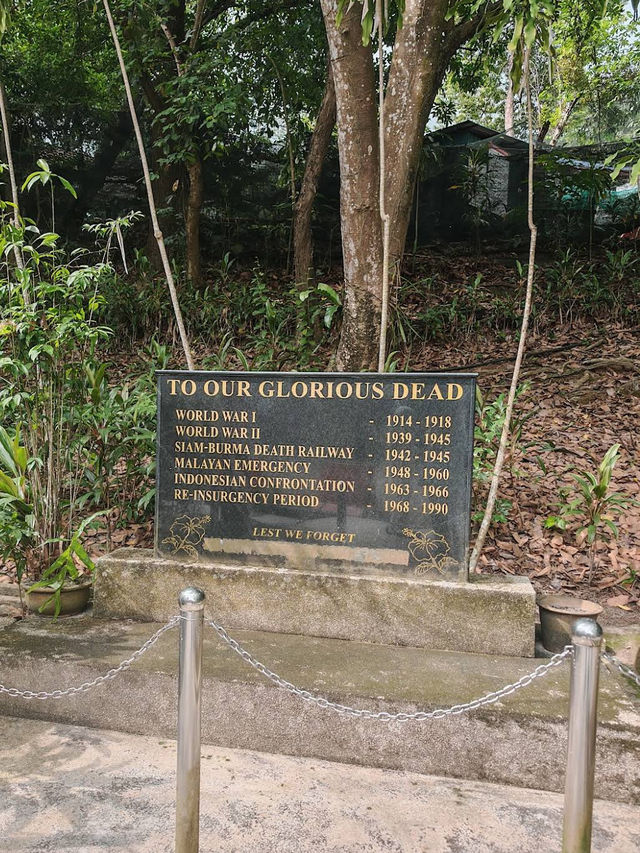 TO OUR GLORIOUS DEAD
WORLD WAR I - 1914 - 1918
WORLD WAR II - 1939 - 1945
SIAM-BURMA DEATH RAILWAY - 1942 - 1945
MALAYAN EMERGENCY - 1948 - 1960
INDONESIAN CONFRONTATION - 1963 - 1966
RE-INSURGENCY PERIOD - 1968 - 1990
LEST WE FORGET